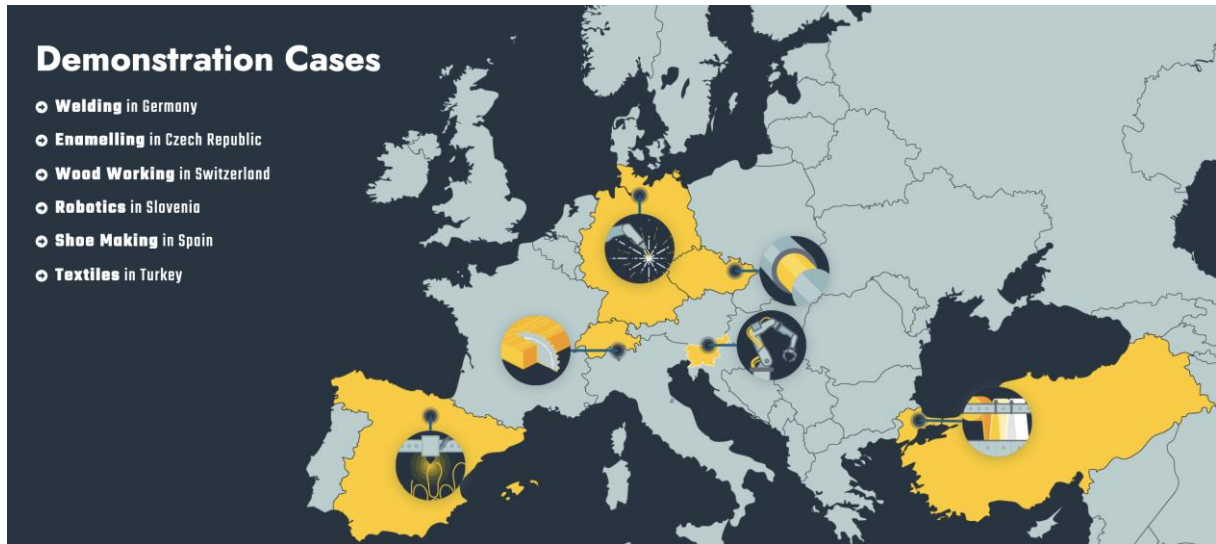 Demonstration Cases
Welding in Germany
Enamelling in Czech Republic
Wood Working in Switzerland
Robotics in Slovenia
Shoe Making in Spain
Textiles in Turkey